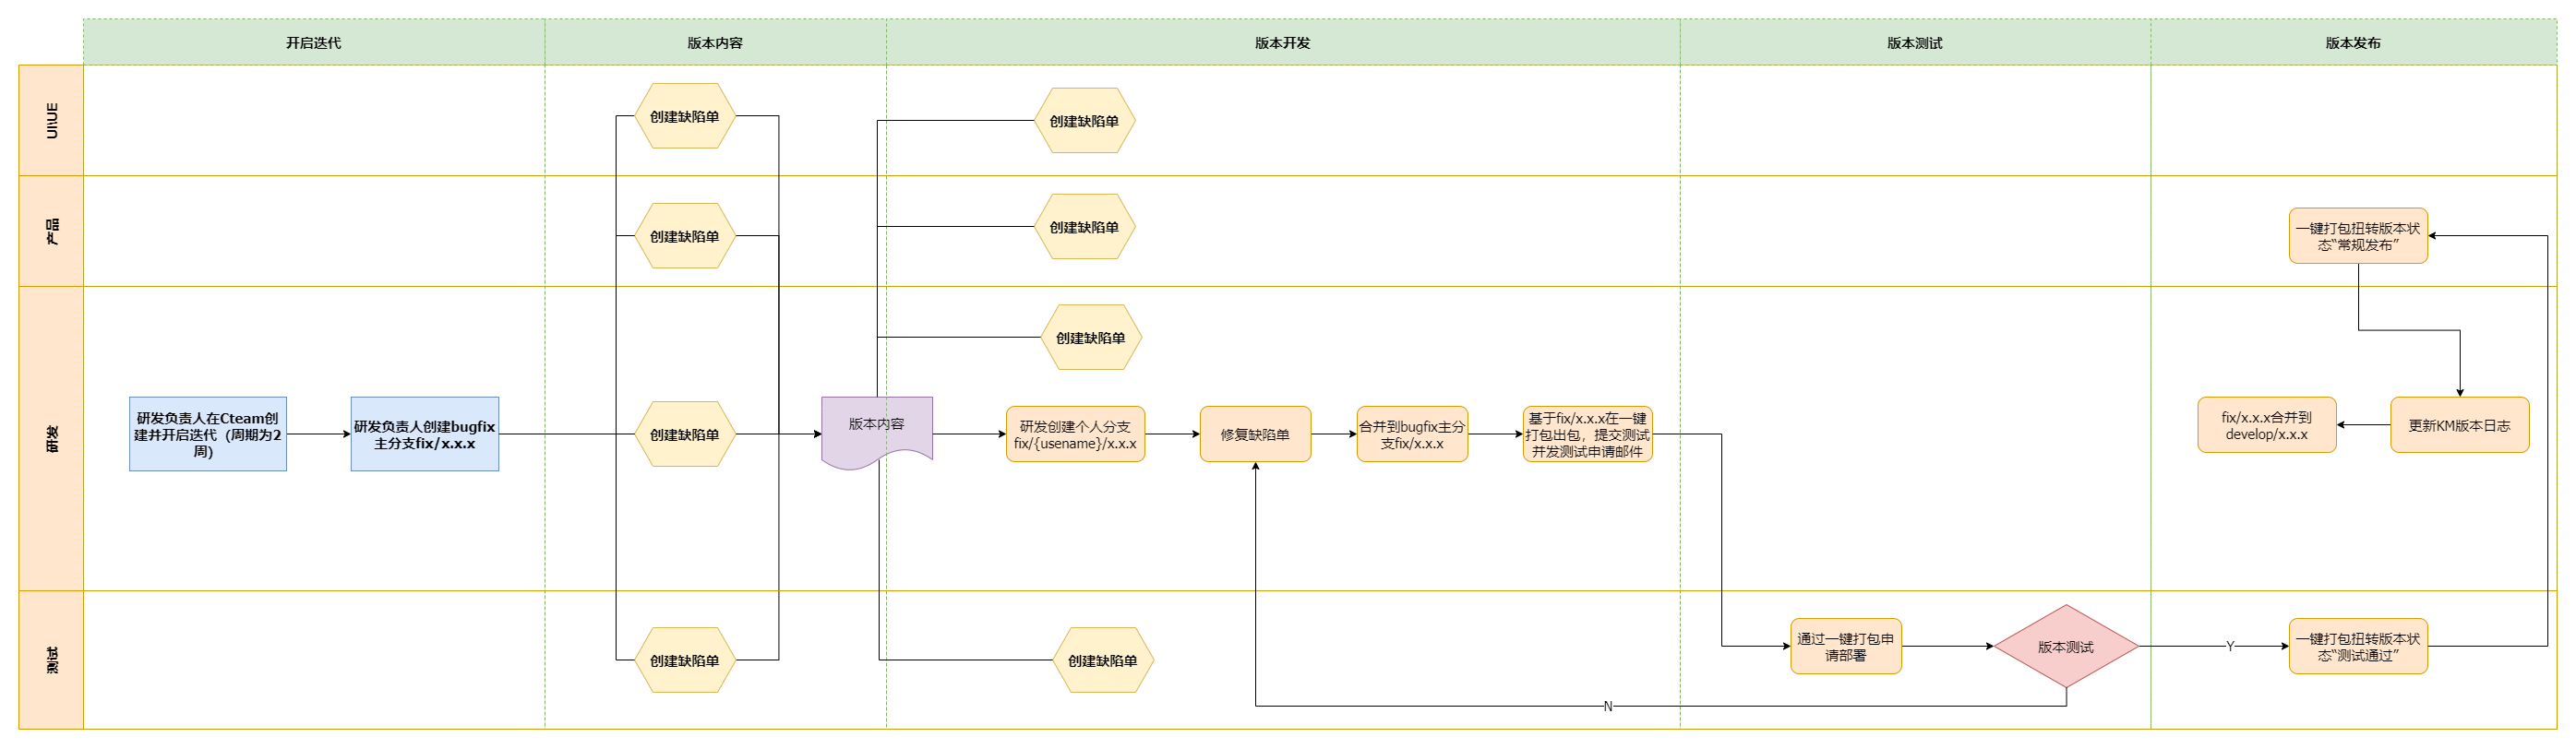 开启迭代
版本内容
版本开发
版本测试
版本发布
UI\UE
创建缺陷单
创建缺陷单
产品
创建缺陷单
创建缺陷单
一键打包扭转版本状
态“常规发布”
研发
创建缺陷单
研发负责人在Cteam创
建并开启迭代（周期为2
周)
研发负责人创建bugfix
主分支fix/x.x.x
创建缺陷单
版本内容
研发创建个人分支
fix/{usename}/x.x.x
修复缺陷单
合并到bugfix主分
支fix/x.x.x
基于fix/x.x.x在一键
打包出包，提交测试
并发测试申请邮件
fix/x.x.x合并到
develop/x.x.x
更新KM版本日志
测试
创建缺陷单
创建缺陷单
通过一键打包申
请部署
版本测试
Y
一键打包扭转版本状
态“测试通过”
N